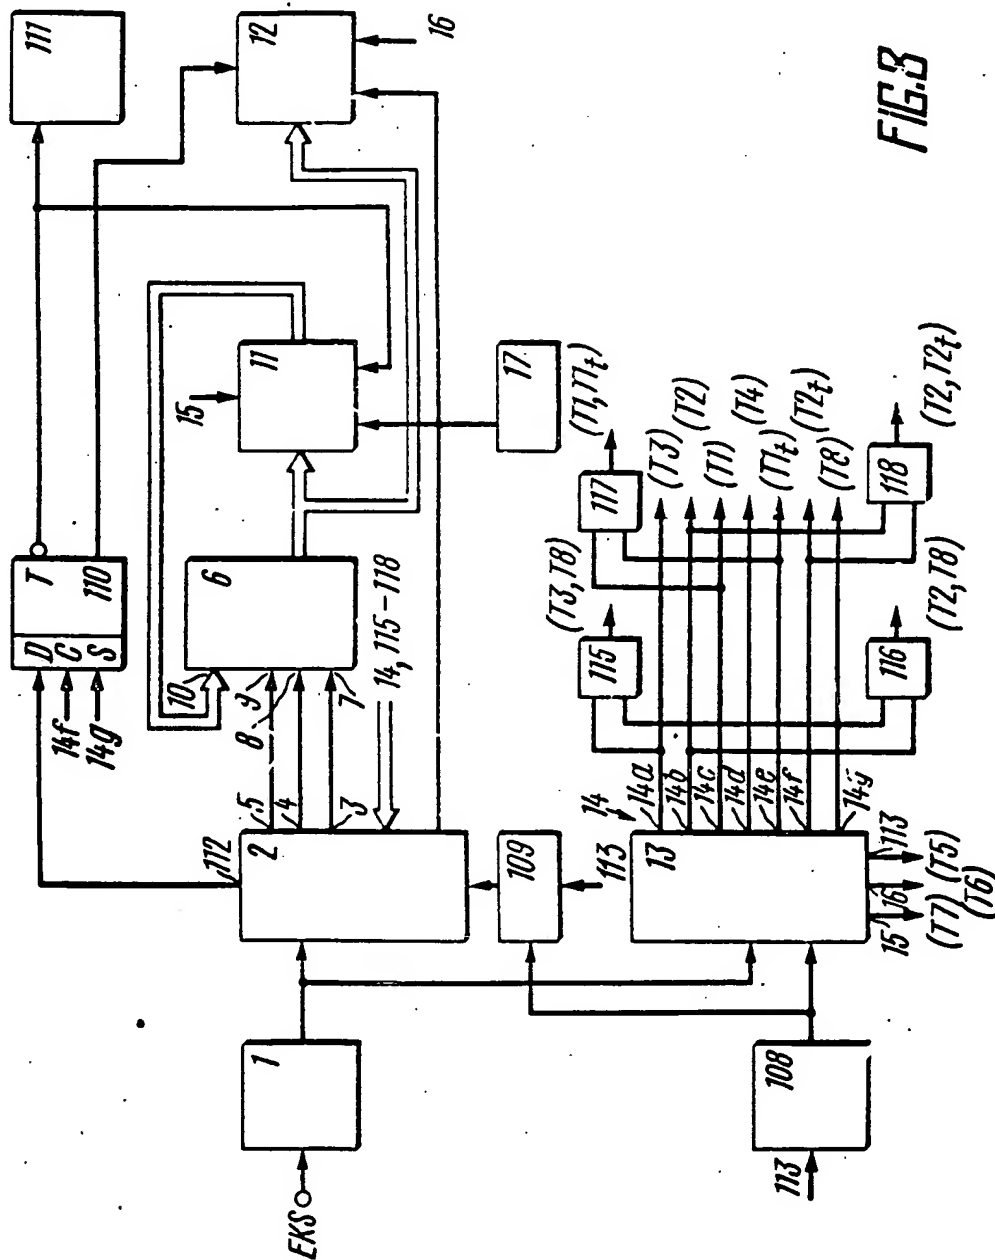 111
12
16
T
D
C
S
110
14f
14g
15
11
10
9
8
7
6
17
5
4
3
112
2
14, 115-118
109
113
1
EKS
108
113
13
14
14a
14b
14c
14d
14e
14f
14g
15
16
113
(T7)
(T6)
(T5)
115
(T3, T8)
116
(T2, T8)
117
(T1, T1t)
118
(T2, T2t)
(T3)
(T2)
(T1)
(T4)
(T1t)
(T2t)
(T8)
FIG.8